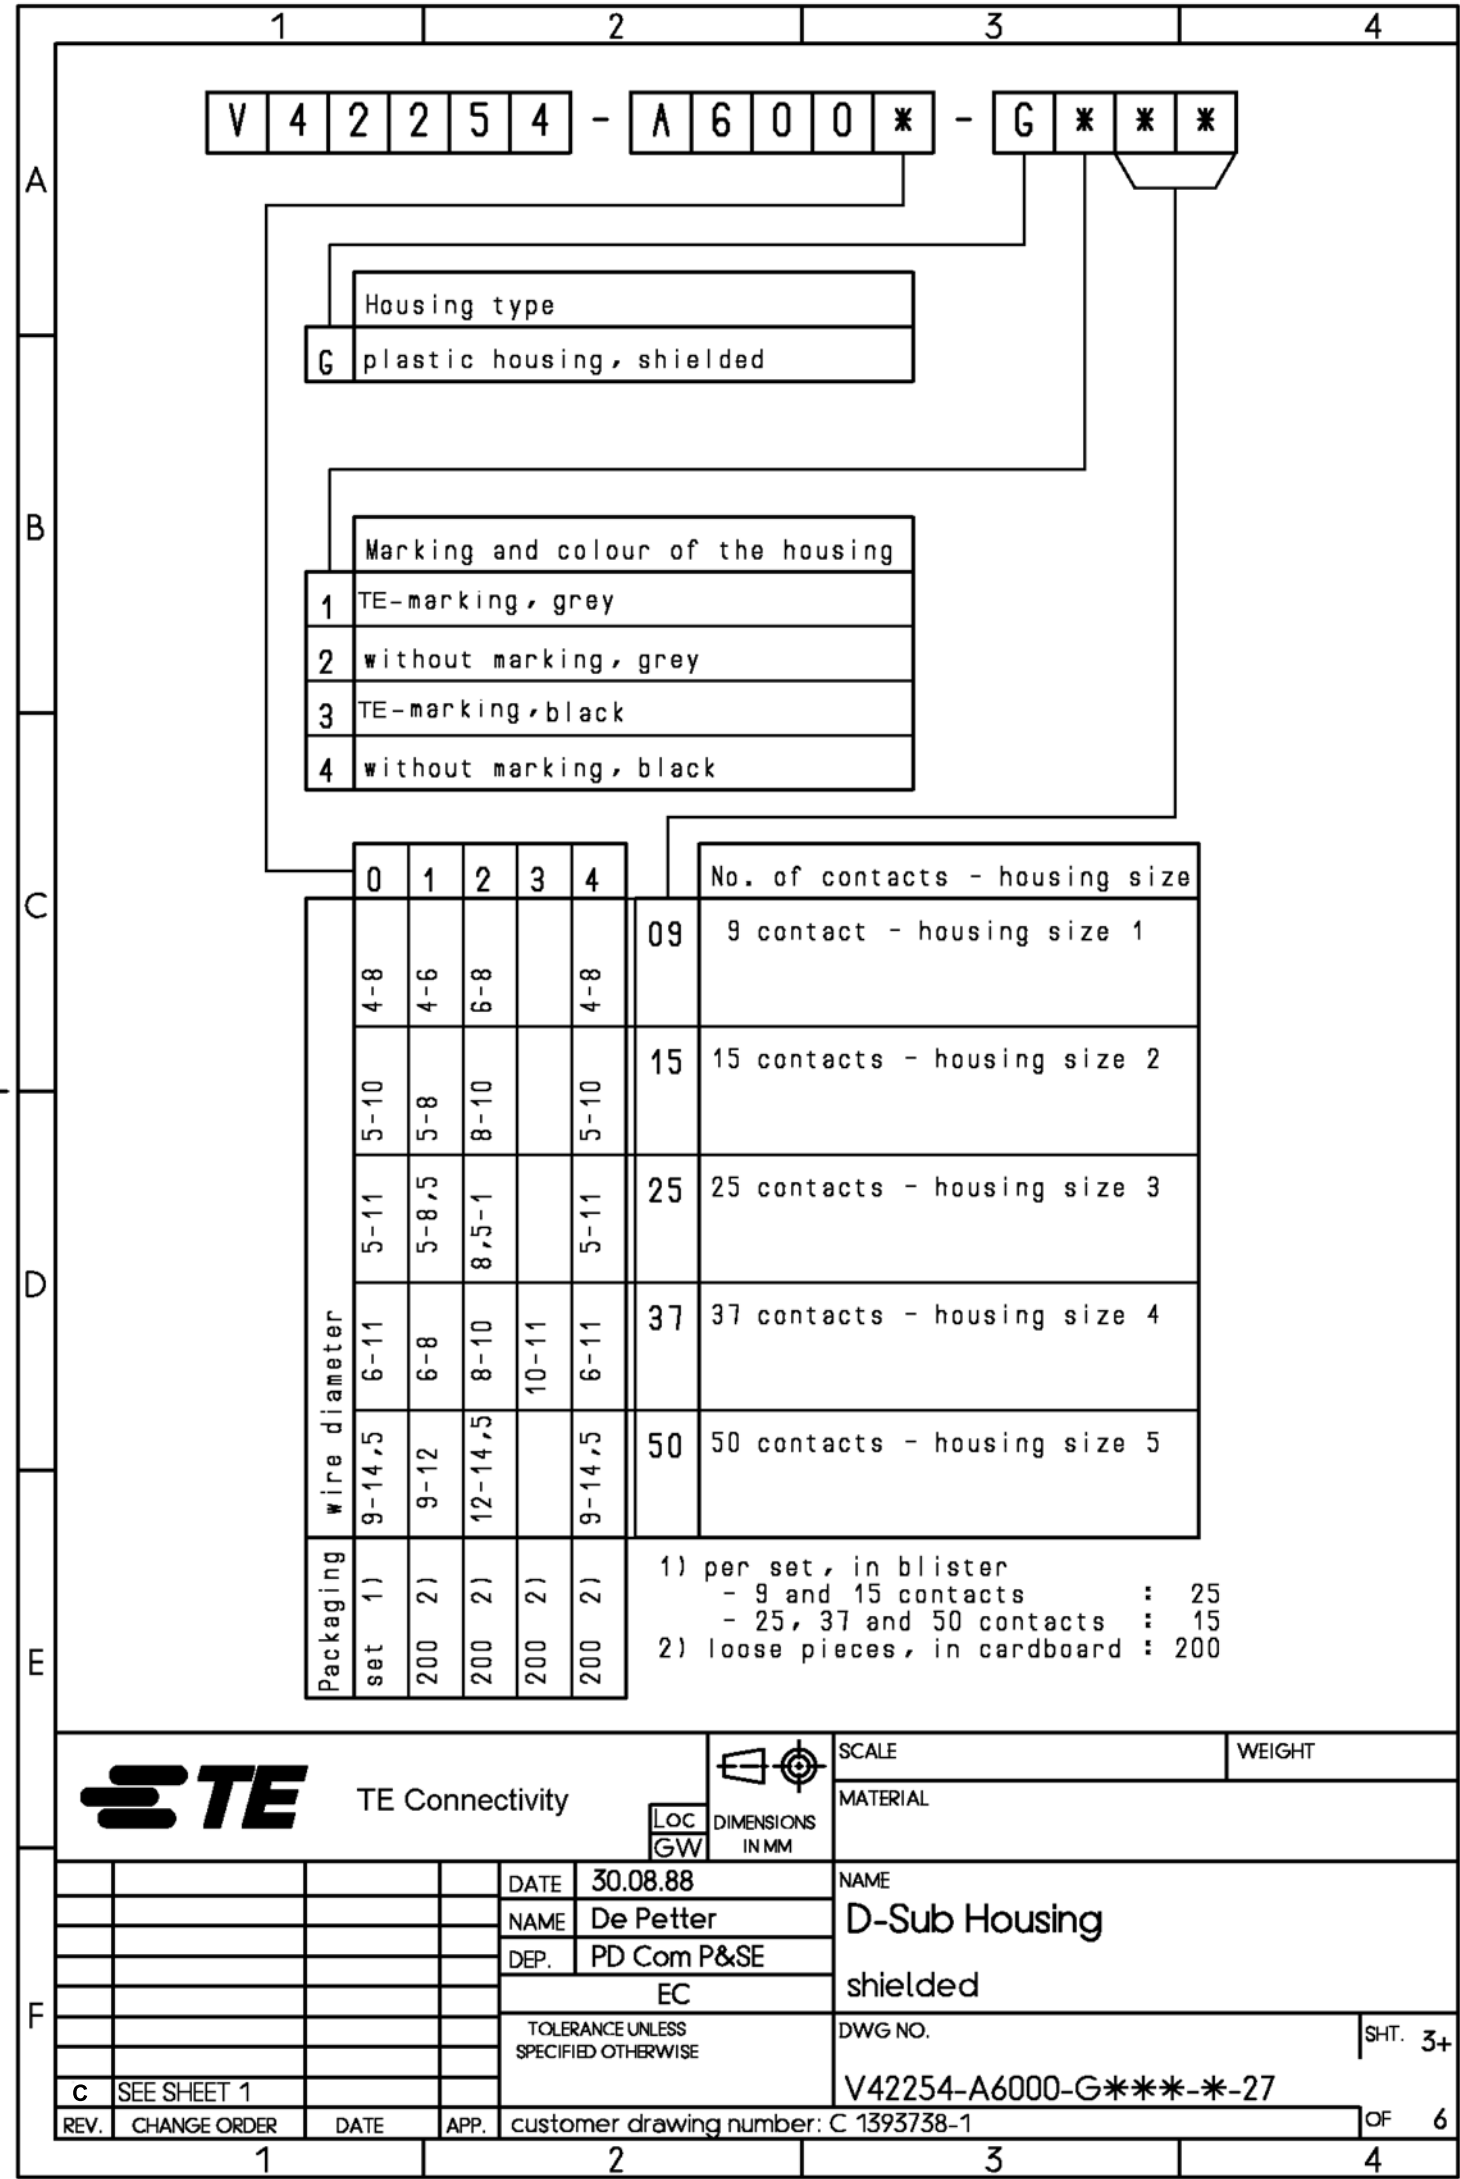 1 2 3 4
V 4 2 2 5 4 - A 6 0 0 * - G * * *
A
Housing type
G plastic housing, shielded
B
Marking and colour of the housing
1 TE-marking, grey
2 without marking, grey
3 TE-marking, black
4 without marking, black
C
0 1 2 3 4 No. of contacts - housing size
4-8 4-6 6-8 4-8 09 9 contact - housing size 1
5-10 5-8 8-10 5-10 15 15 contacts - housing size 2
5-11 5-8,5 8,5-1 5-11 25 25 contacts - housing size 3
D
wire diameter
6-11 6-8 8-10 10-11 6-11 37 37 contacts - housing size 4
9-14,5 9-12 12-14,5 9-14,5 50 50 contacts - housing size 5
Packaging
set 1) 200 2) 200 2) 200 2) 200 2)
1) per set, in blister
- 9 and 15 contacts : 25
- 25, 37 and 50 contacts : 15
2) loose pieces, in cardboard : 200
E
TE TE Connectivity
LOC
GW
DIMENSIONS
IN MM
SCALE WEIGHT
MATERIAL
DATE 30.08.88
NAME De Petter
DEP. PD Com P&SE
EC
TOLERANCE UNLESS
SPECIFIED OTHERWISE
NAME
D-Sub Housing
shielded
F
DWG NO. SHT. 3+
V42254-A6000-G***-*-27
C SEE SHEET 1
REV. CHANGE ORDER DATE APP. customer drawing number: C 1393738-1 OF 6
1 2 3 4